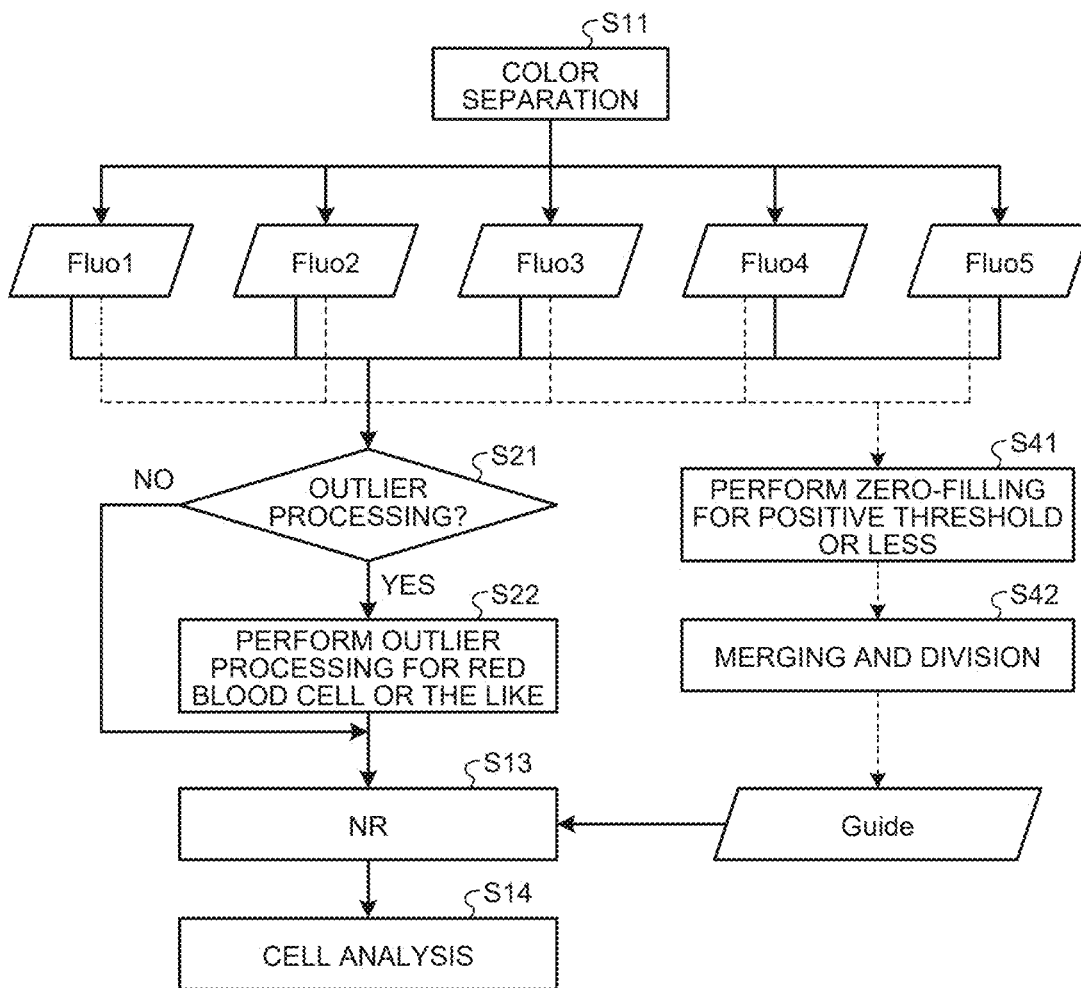 S11
COLOR
SEPARATION
Fluo1
Fluo2
Fluo3
Fluo4
Fluo5
S21
NO
OUTLIER
PROCESSING?
YES
S41
PERFORM ZERO-FILLING
FOR POSITIVE THRESHOLD
OR LESS
S22
PERFORM OUTLIER
PROCESSING FOR RED
BLOOD CELL OR THE LIKE
S42
MERGING AND DIVISION
S13
NR
Guide
S14
CELL ANALYSIS